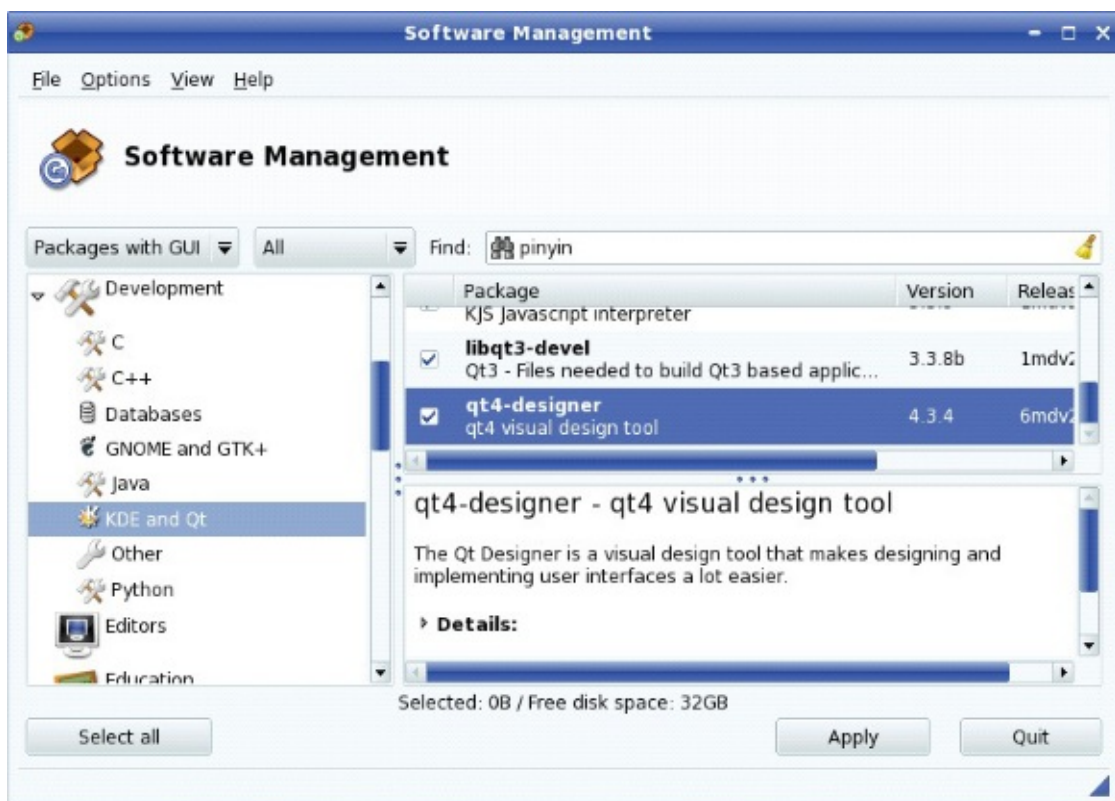 Software Management
File Options View Help
Software Management
Packages with GUI All Find: pinyin
Development
C
C++
Databases
GNOME and GTK+
Java
KDE and Qt
Other
Python
Editors
Education
Package Version Releas
KJS Javascript interpreter
libqt3-devel
Qt3 - Files needed to build Qt3 based applic...
3.3.8b 1mdv2
qt4-designer
qt4 visual design tool
4.3.4 6mdv2
qt4-designer - qt4 visual design tool
The Qt Designer is a visual design tool that makes designing and
implementing user interfaces a lot easier.
Details:
Selected: 0B / Free disk space: 32GB
Select all Apply Quit